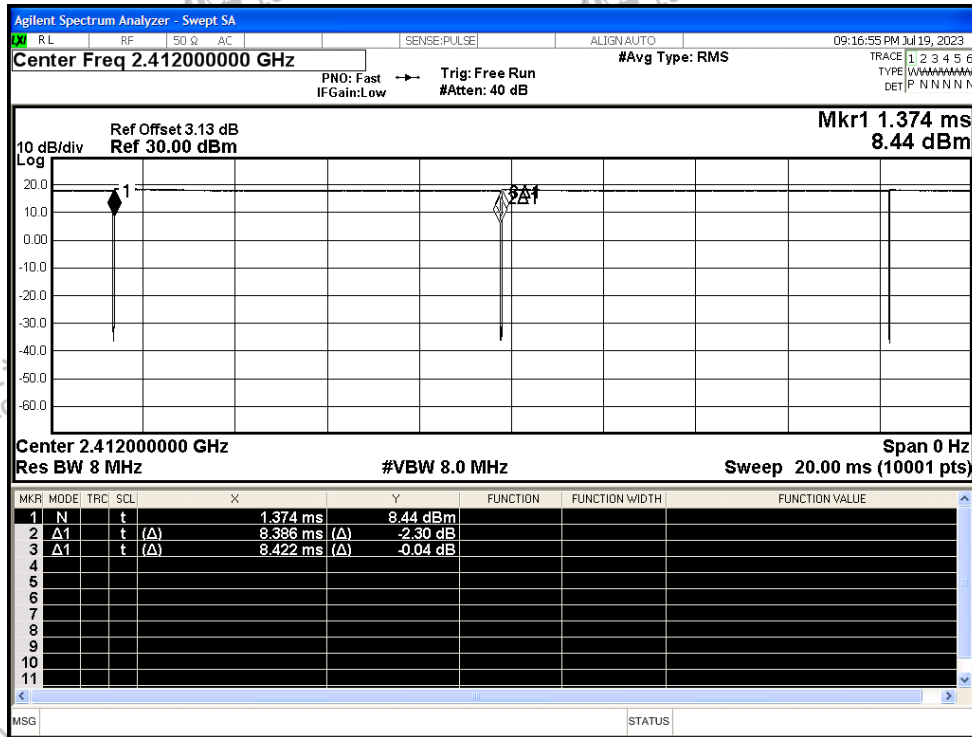 Agilent Spectrum Analyzer - Swept SA
LXI RL RF 50 Ω AC SENSE:PULSE ALIGN AUTO 09:16:55 PM Jul 19, 2023
Center Freq 2.412000000 GHz #Avg Type: RMS TRACE 1 2 3 4 5 6
PNO: Fast Trig: Free Run TYPE WWWWWW
IFGain:Low #Atten: 40 dB DET P N N N N N
Mkr1 1.374 ms
Ref Offset 3.13 dB
10 dB/div Ref 30.00 dBm 8.44 dBm
Log
20.0
1 3Δ1
2Δ1
10.0
0.00
-10.0
-20.0
-30.0
-40.0
-50.0
-60.0
Center 2.412000000 GHz Span 0 Hz
Res BW 8 MHz #VBW 8.0 MHz Sweep 20.00 ms (10001 pts)
MKR MODE TRC SCL X Y FUNCTION FUNCTION WIDTH FUNCTION VALUE
1 N t 1.374 ms 8.44 dBm
2 Δ1 t (Δ) 8.386 ms (Δ) -2.30 dB
3 Δ1 t (Δ) 8.422 ms (Δ) -0.04 dB
4
5
6
7
8
9
10
11
MSG STATUS